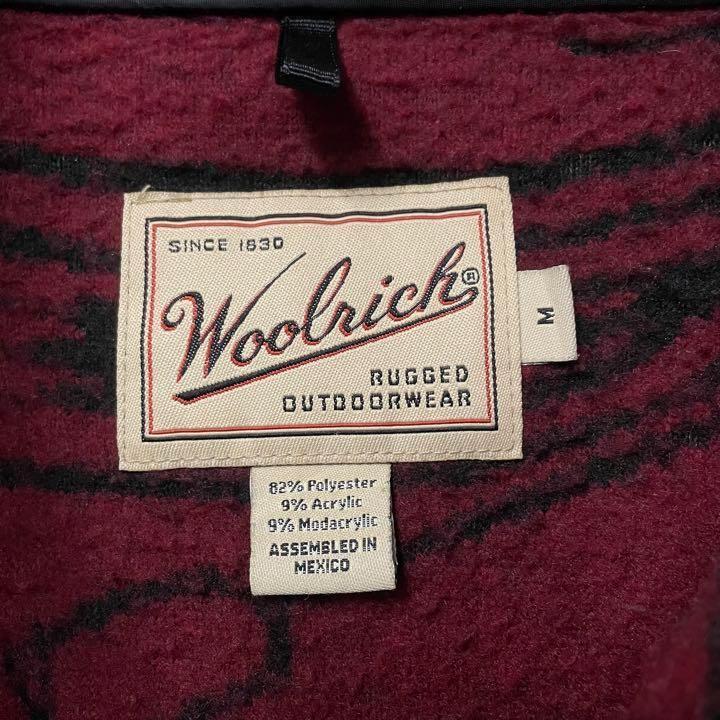 SINCE 1830
Woolrich®
RUGGED
OUTDOORWEAR
M
82% Polyester
9% Acrylic
9% Modacrylic
ASSEMBLED IN
MEXICO